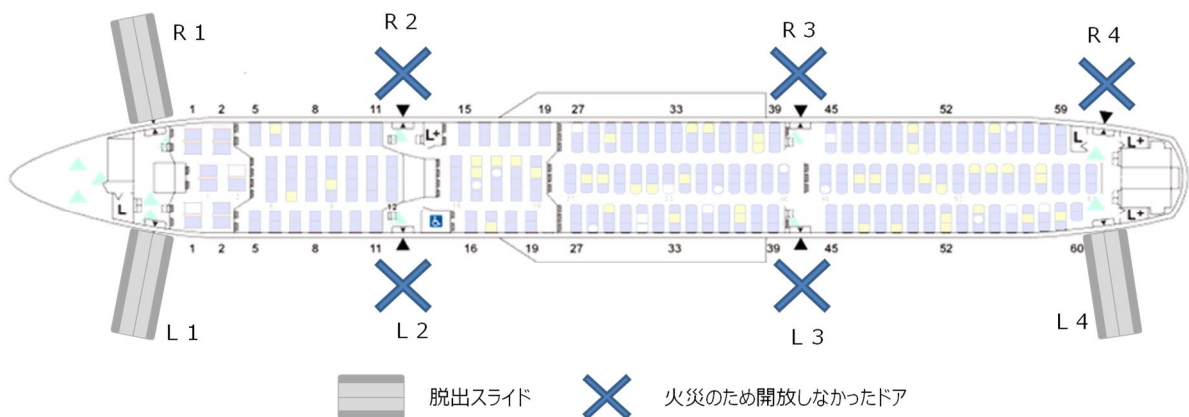 R 1
R 2
R 3
R 4
1 2 5 8 11 15 19 27 33 39 45 52 59
L+
L
L+
12
L
L+
1 2 5 8 11 16 19 27 33 39 45 52 60
L 1
L 2
L 3
L 4
脱出スライド
火災のため開放しなかったドア